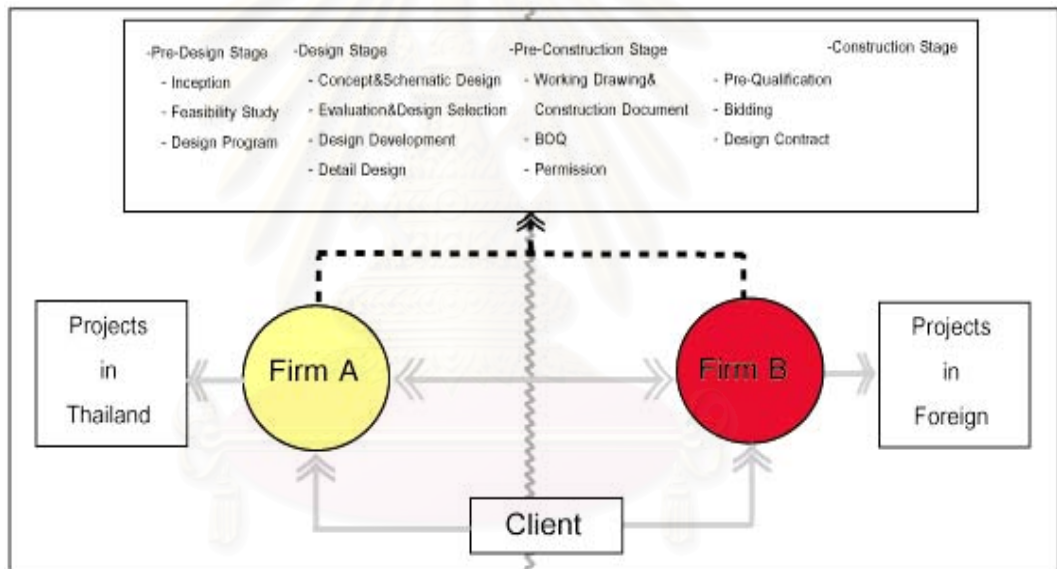 -Pre-Design Stage
- Inception
- Feasibility Study
- Design Program
-Design Stage
- Concept&Schematic Design
- Evaluation&Design Selection
- Design Development
- Detail Design
-Pre-Construction Stage
- Working Drawing&
Construction Document
- BOQ
- Permission
-Construction Stage
- Pre-Qualification
- Bidding
- Design Contract
Projects
in
Thailand
Firm A
Firm B
Projects
in
Foreign
Client